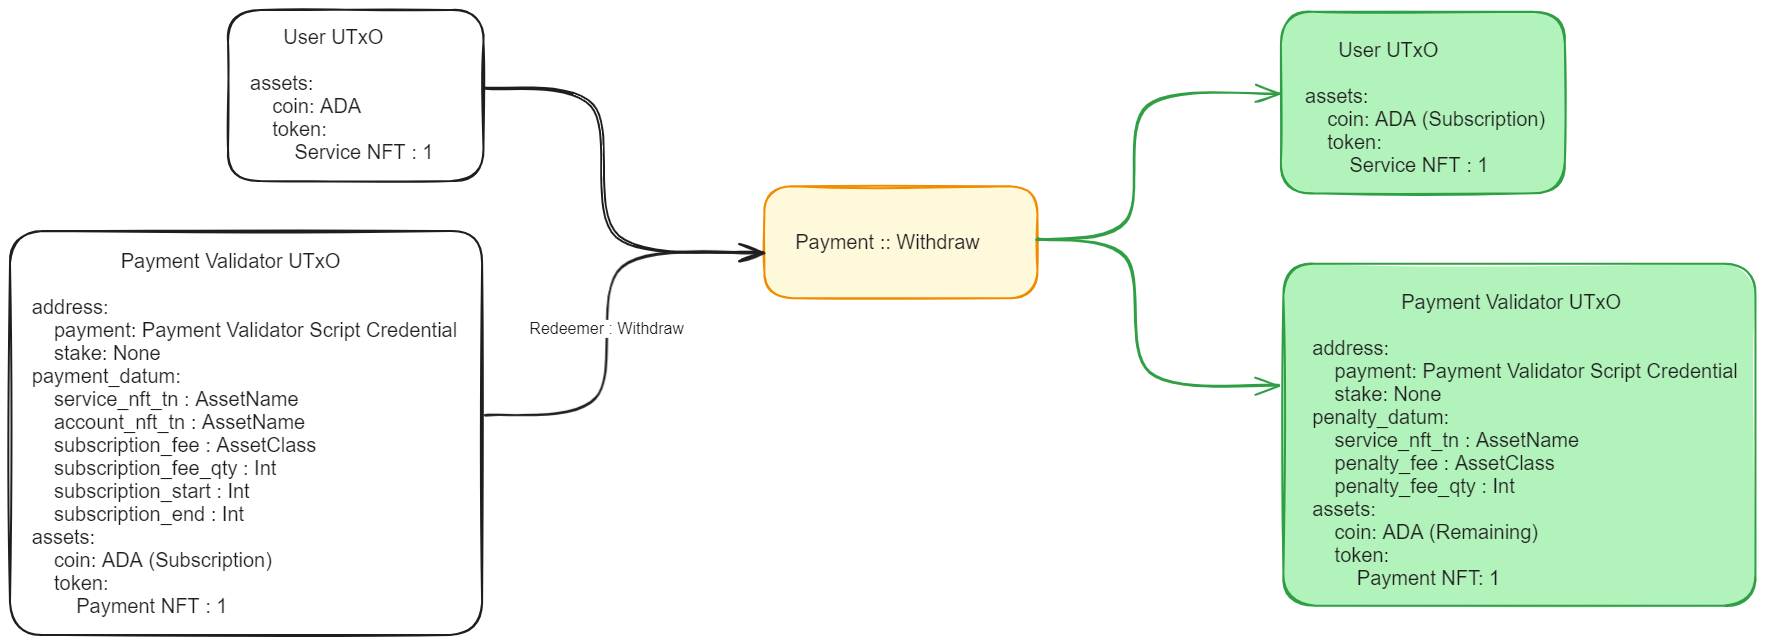 User UTxO
assets:
coin: ADA
token:
Service NFT : 1
Payment Validator UTxO
address:
payment: Payment Validator Script Credential
stake: None
payment_datum:
service_nft_tn : AssetName
account_nft_tn : AssetName
subscription_fee : AssetClass
subscription_fee_qty : Int
subscription_start : Int
subscription_end : Int
assets:
coin: ADA (Subscription)
token:
Payment NFT : 1
Redeemer : Withdraw
Payment :: Withdraw
User UTxO
assets:
coin: ADA (Subscription)
token:
Service NFT : 1
Payment Validator UTxO
address:
payment: Payment Validator Script Credential
stake: None
penalty_datum:
service_nft_tn : AssetName
penalty_fee : AssetClass
penalty_fee_qty : Int
assets:
coin: ADA (Remaining)
token:
Payment NFT: 1